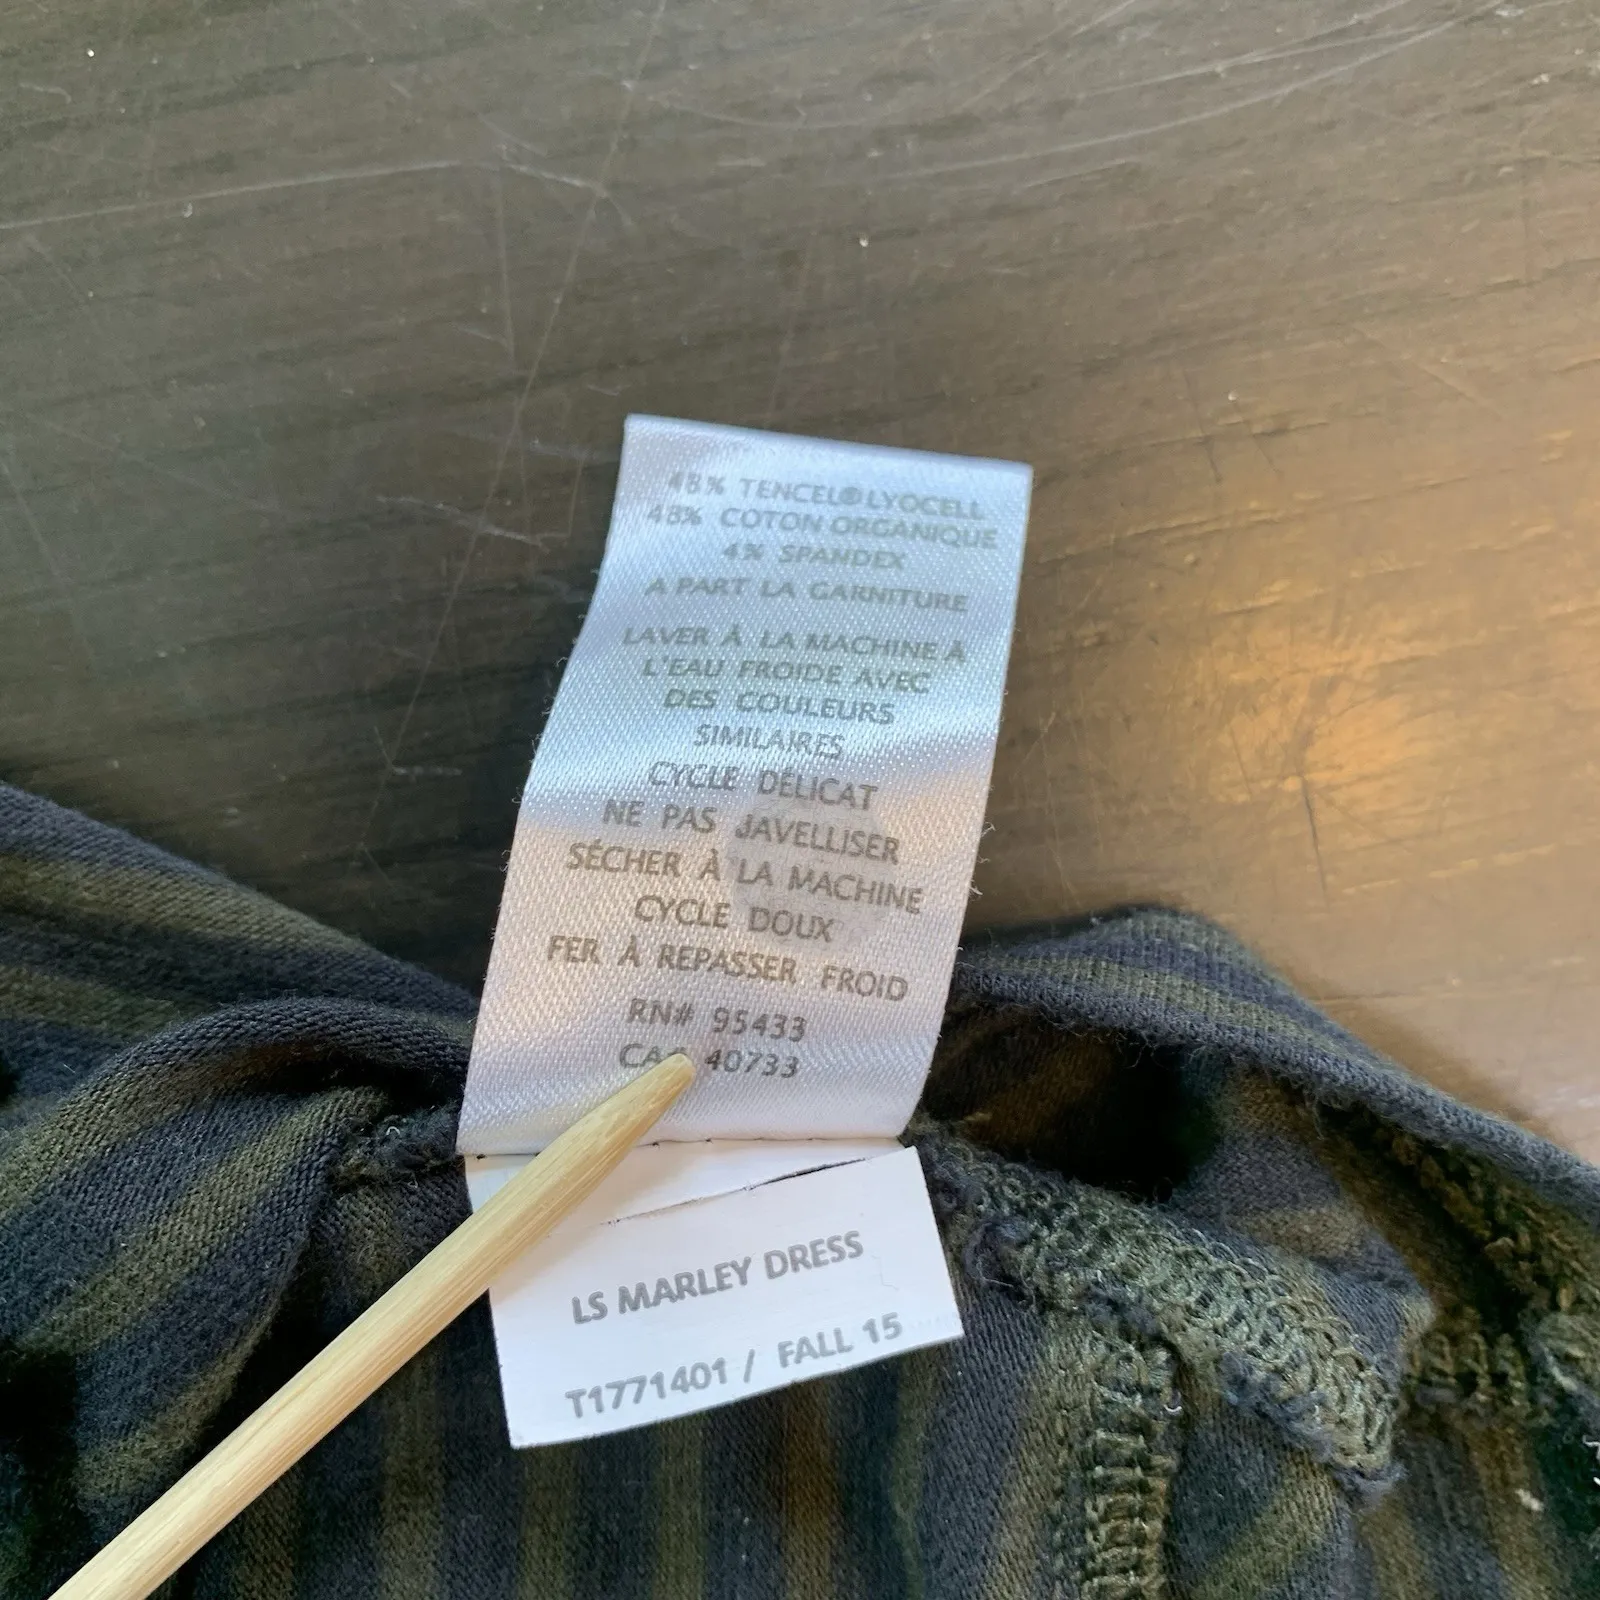 48% TENCEL®LYOCELL
48% COTON ORGANIQUE
4% SPANDEX
A PART LA GARNITURE
LAVER À LA MACHINE À
L'EAU FROIDE AVEC
DES COULEURS
SIMILAIRES
CYCLE DÉLICAT
NE PAS JAVELLISER
SÉCHER À LA MACHINE
CYCLE DOUX
FER À REPASSER FROID
RN# 95433
CA# 40733
LS MARLEY DRESS
T1771401 / FALL 15